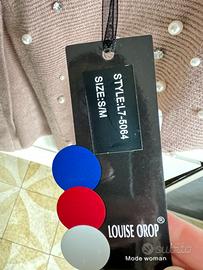 STYLE:L7-5064
SIZE:S/M
LOUISE OROP®
Mode woman
subito